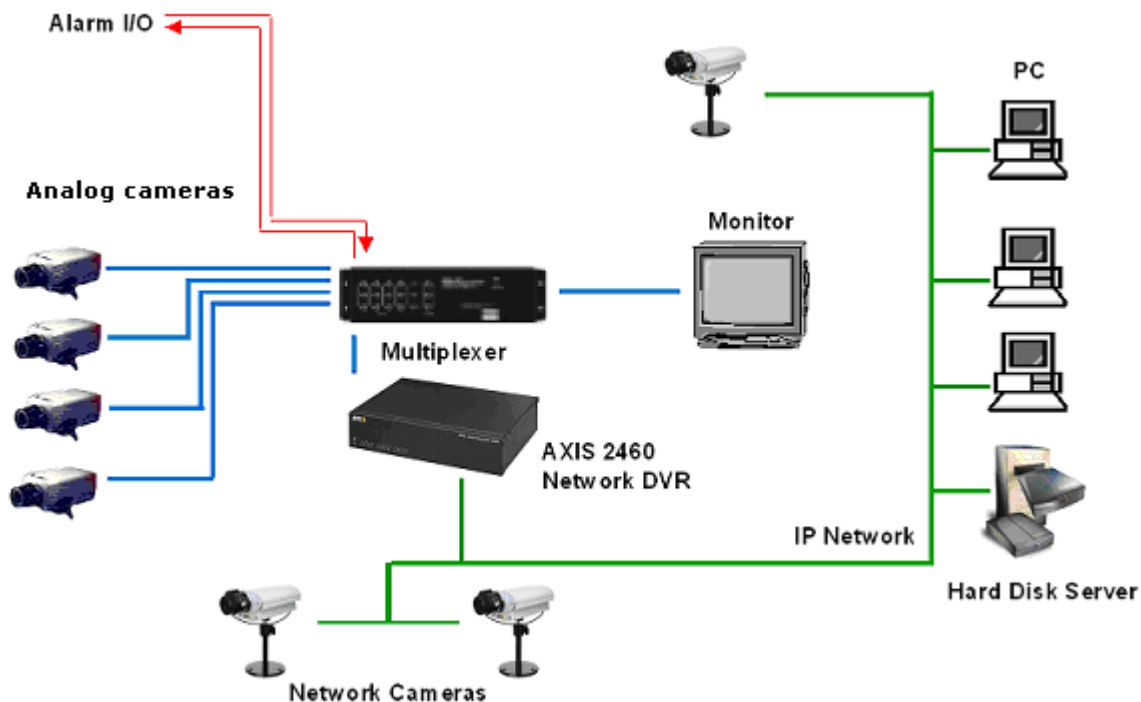 Alarm I/O
PC
Analog cameras
Monitor
Multiplexer
AXIS 2460
Network DVR
IP Network
Hard Disk Server
Network Cameras